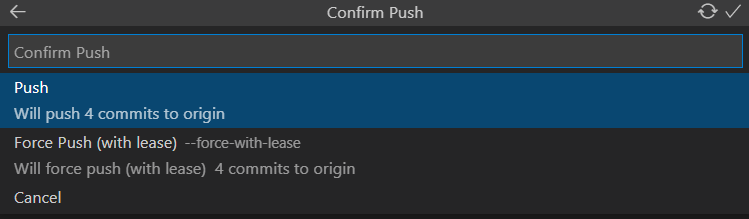 Confirm Push
Confirm Push
Push
Will push 4 commits to origin
Force Push (with lease) --force-with-lease
Will force push (with lease) 4 commits to origin
Cancel